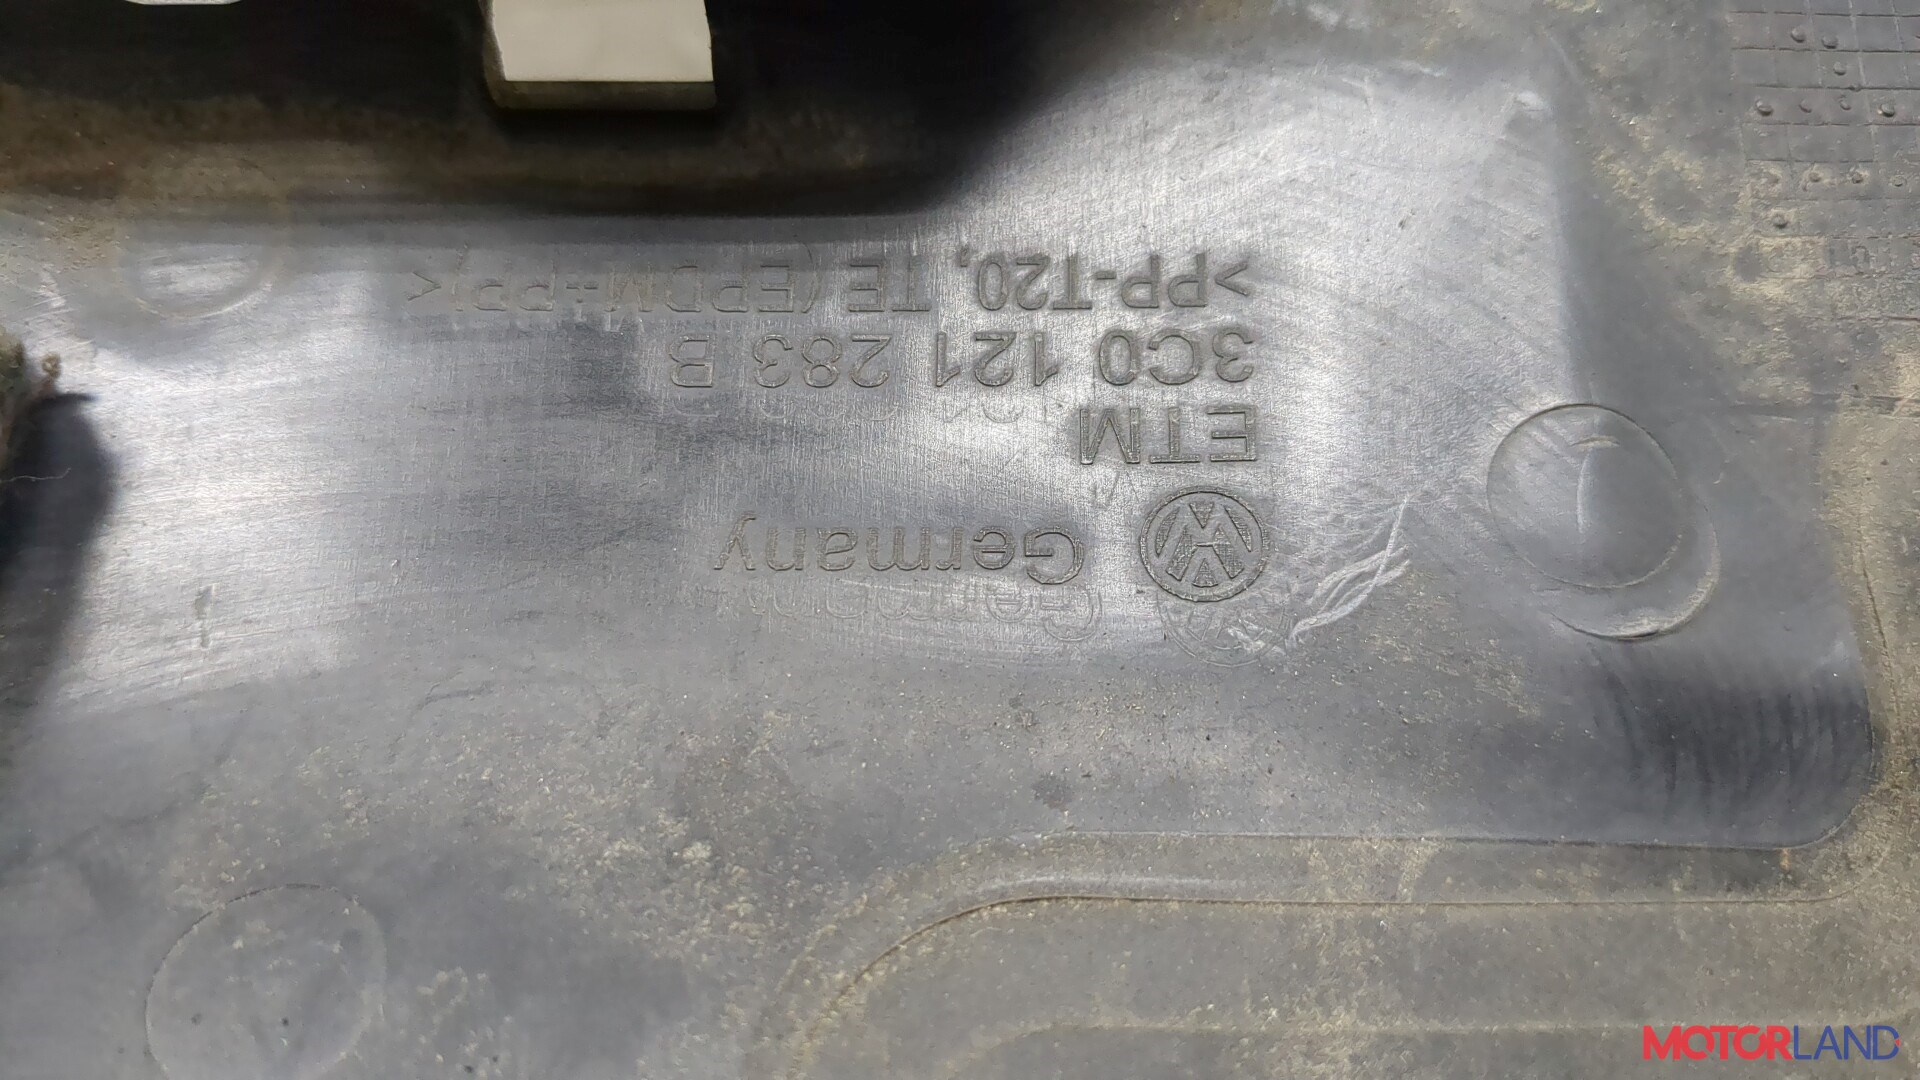 >PP-T20, TE (EPDM+PP)<
3C0 121 283 B
ETM
Germany
MOTORLAND